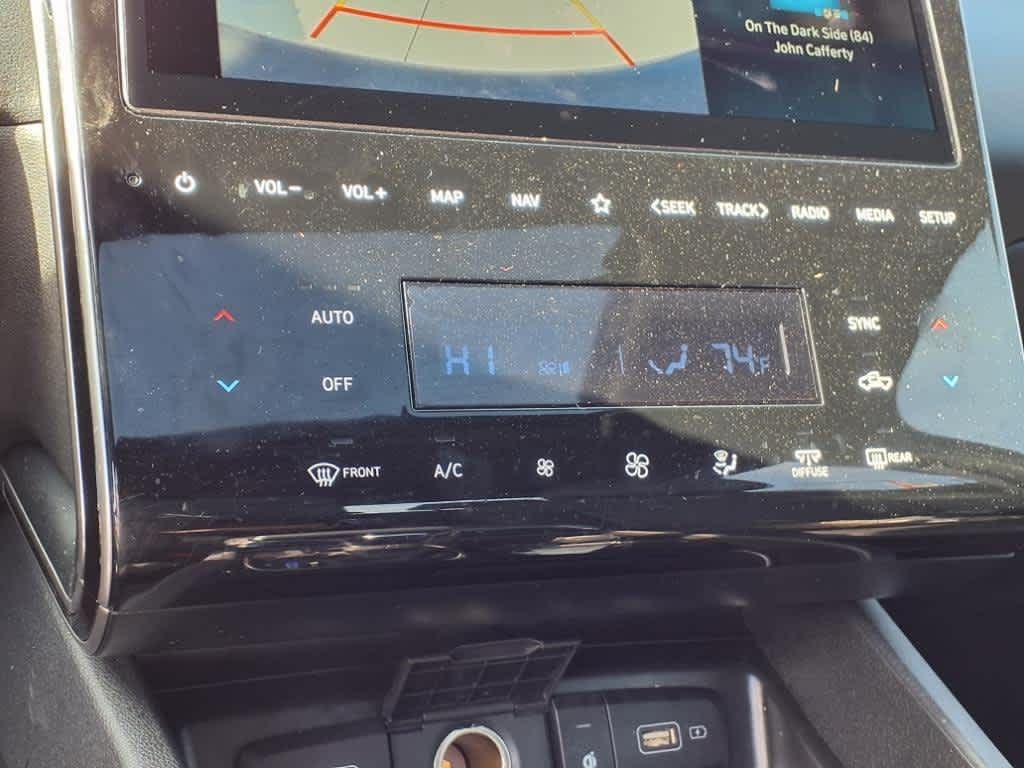 On The Dark Side (84)
John Cafferty
VOL− VOL+ MAP NAV <SEEK TRACK> RADIO MEDIA SETUP
AUTO SYNC
HI 74F
OFF
FRONT A/C DIFFUSE REAR